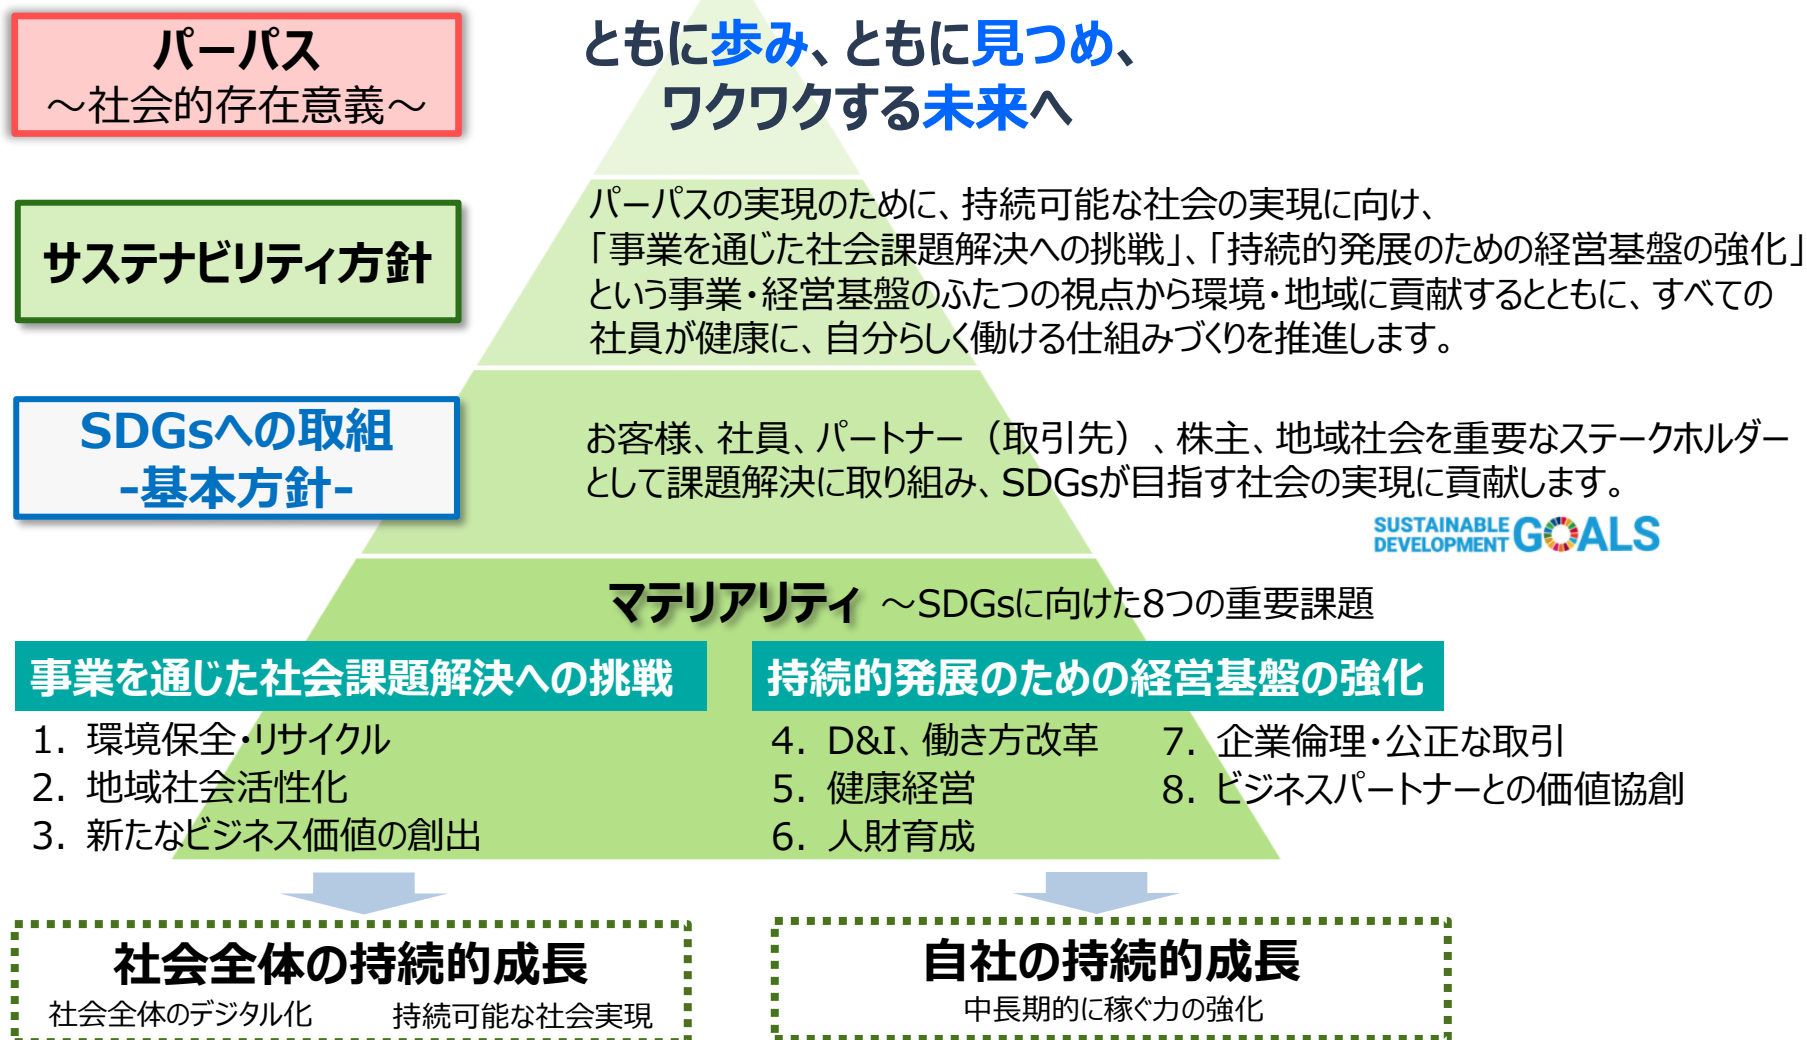 パーパス
～社会的存在意義～
ともに歩み、ともに見つめ、
ワクワクする未来へ
サステナビリティ方針
パーパスの実現のために、持続可能な社会の実現に向け、
「事業を通じた社会課題解決への挑戦」、「持続的発展のための経営基盤の強化」
という事業・経営基盤のふたつの視点から環境・地域に貢献するとともに、すべての
社員が健康に、自分らしく働ける仕組みづくりを推進します。
SDGsへの取組
-基本方針-
お客様、社員、パートナー（取引先）、株主、地域社会を重要なステークホルダー
として課題解決に取り組み、SDGsが目指す社会の実現に貢献します。
SUSTAINABLE
DEVELOPMENT GOALS
マテリアリティ ～SDGsに向けた8つの重要課題
事業を通じた社会課題解決への挑戦
1. 環境保全・リサイクル
2. 地域社会活性化
3. 新たなビジネス価値の創出
持続的発展のための経営基盤の強化
4. D&I、働き方改革
5. 健康経営
6. 人財育成
7. 企業倫理・公正な取引
8. ビジネスパートナーとの価値協創
社会全体の持続的成長
社会全体のデジタル化 持続可能な社会実現
自社の持続的成長
中長期的に稼ぐ力の強化